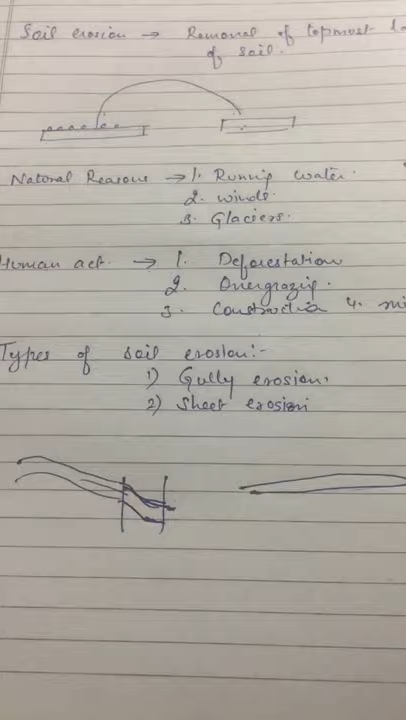 Soil erosion → Removal of topmost
of soil.
Natural Reasons → 1. Running water.
2. winds.
3. Glaciers.
Human act. → 1. Deforestation
2. Overgrazing.
3. Construction 4. mi
Types of soil erosion:-
1) Gully erosion.
2) Sheet erosion